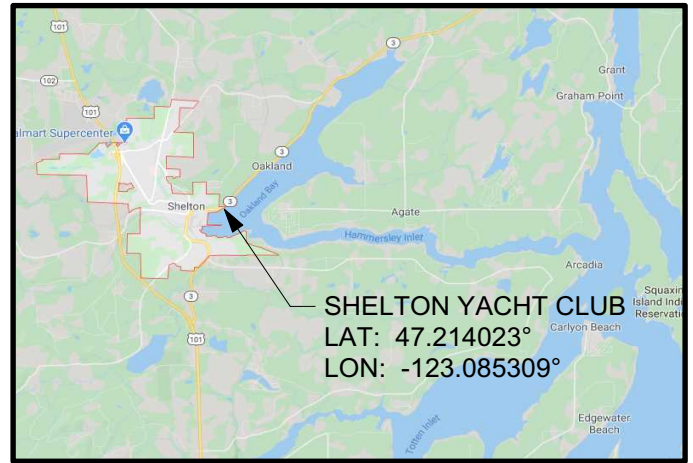 101
3
Grant
102
Graham Point
101
almart Supercenter
3
Oakland
3
Shelton
Oakland Bay
Agate
Hammersley Inlet
Arcadia
3
SHELTON YACHT CLUB
Squaxin
Island Indi
Reservati
LAT: 47.214023°
Carlyon Beach
101
LON: -123.085309°
Totten Inlet
Edgewater
Beach